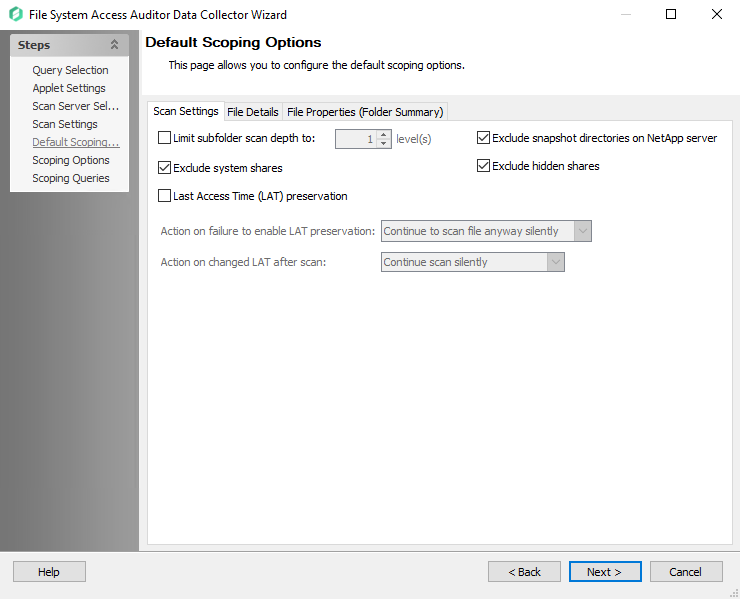 File System Access Auditor Data Collector Wizard
Steps
Query Selection
Applet Settings
Scan Server Sel...
Scan Settings
Default Scoping...
Scoping Options
Scoping Queries
Default Scoping Options
This page allows you to configure the default scoping options.
Scan Settings File Details File Properties (Folder Summary)
Limit subfolder scan depth to: 1 level(s) Exclude snapshot directories on NetApp server
Exclude system shares Exclude hidden shares
Last Access Time (LAT) preservation
Action on failure to enable LAT preservation: Continue to scan file anyway silently
Action on changed LAT after scan: Continue scan silently
Help < Back Next > Cancel